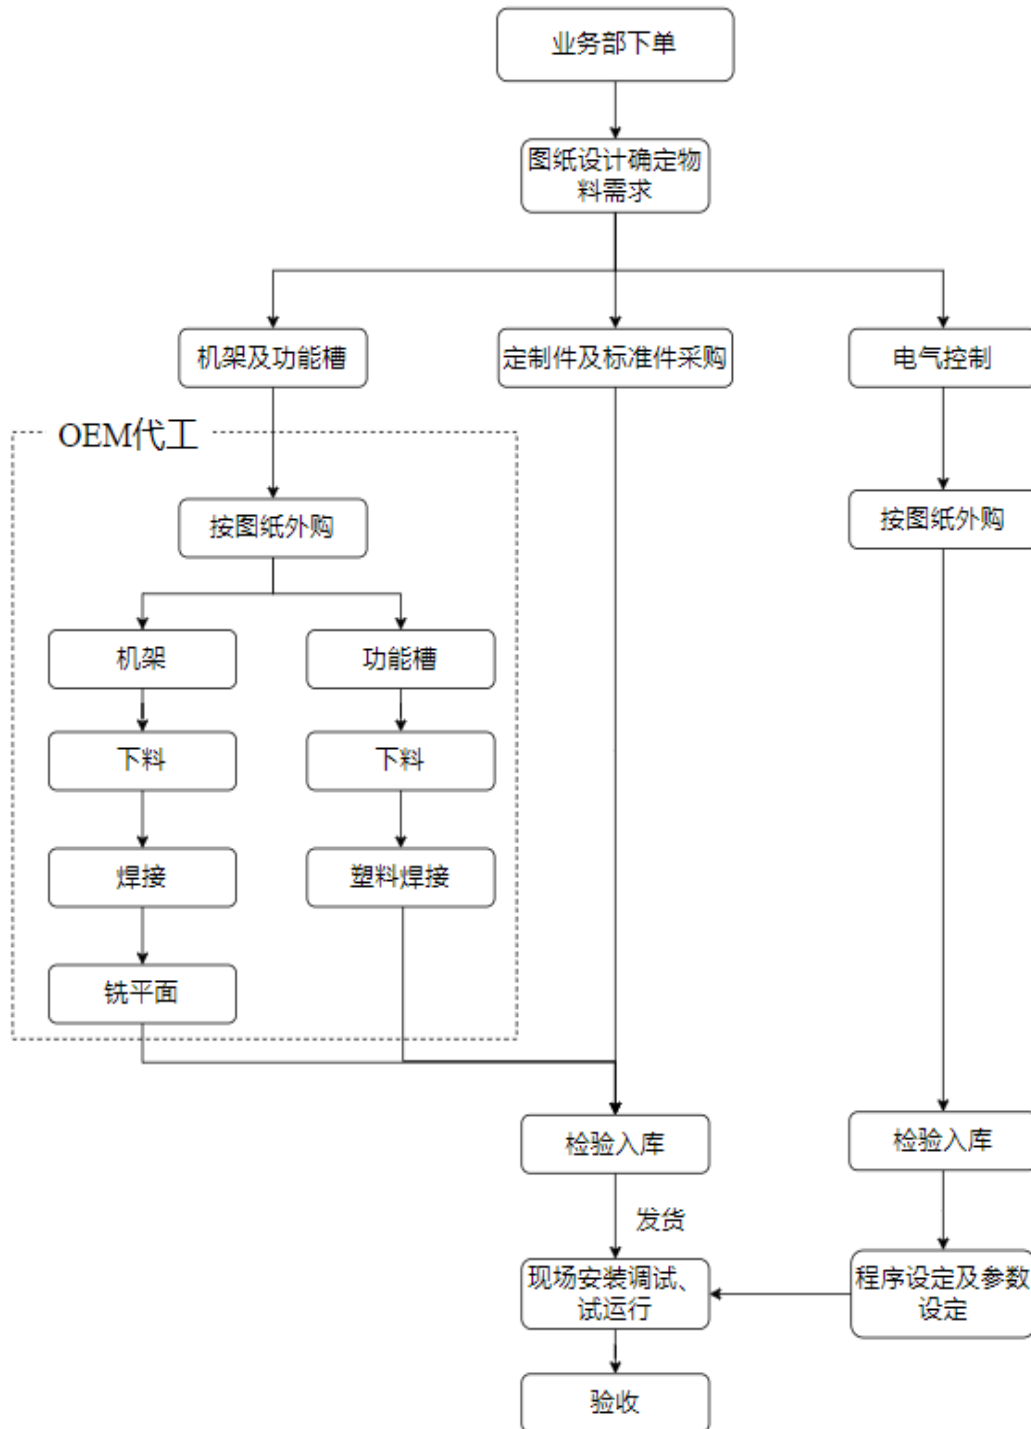 业务部下单
图纸设计确定物
料需求
机架及功能槽
定制件及标准件采购
电气控制
OEM代工
按图纸外购
按图纸外购
机架
功能槽
下料
下料
焊接
塑料焊接
铣平面
检验入库
检验入库
发货
现场安装调试、
试运行
程序设定及参数
设定
验收